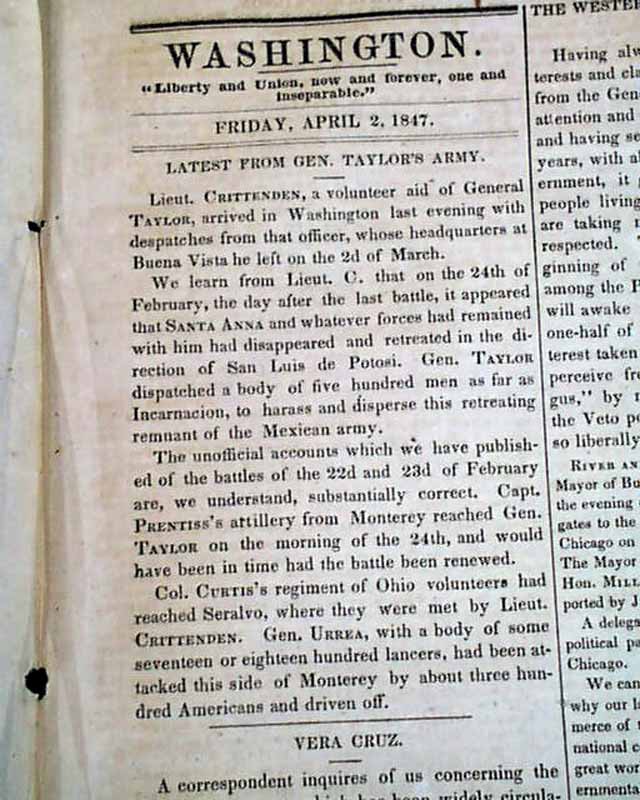 WASHINGTON.
"Liberty and Union, now and forever, one and
inseparable."
FRIDAY, APRIL 2, 1847.
LATEST FROM GEN. TAYLOR'S ARMY.
Lieut. CRITTENDEN, a volunteer aid of General
TAYLOR, arrived in Washington last evening with
despatches from that officer, whose headquarters at
Buena Vista he left on the 2d of March.
We learn from Lieut. C. that on the 24th of
February, the day after the last battle, it appeared
that SANTA ANNA and whatever forces had remained
with him had disappeared and retreated in the di-
rection of San Luis de Potosi. Gen. TAYLOR
dispatched a body of five hundred men as far as
Incarnacion, to harass and disperse this retreating
remnant of the Mexican army.
The unofficial accounts which we have publish-
ed of the battles of the 22d and 23d of February
are, we understand, substantially correct. Capt.
PRENTISS's artillery from Monterey reached Gen.
TAYLOR on the morning of the 24th, and would
have been in time had the battle been renewed.
Col. CURTIS's regiment of Ohio volunteers had
reached Seralvo, where they were met by Lieut.
CRITTENDEN. Gen. URREA, with a body of some
seventeen or eighteen hundred lancers, had been at-
tacked this side of Monterey by about three hun-
dred Americans and driven off.
VERA CRUZ.
A correspondent inquires of us concerning the
which has been widely circula-
THE WESTER
Having alw
terests and cla
from the Gen
attention and
and having se
years, with al
ernment, it
people living
are taking
respected.
ginning of
among the P
will awake
one-half of
terest taken
perceive fr
gus," by
the Veto po
so liberally
RIVER AN
Mayor of Bu
the evening
gates to the
Chicago on
The Mayor
Hon. MILL
ported by J
A delega
political pa
Chicago.
We can
why our l
merce of t
national c
great wor
ernmenta